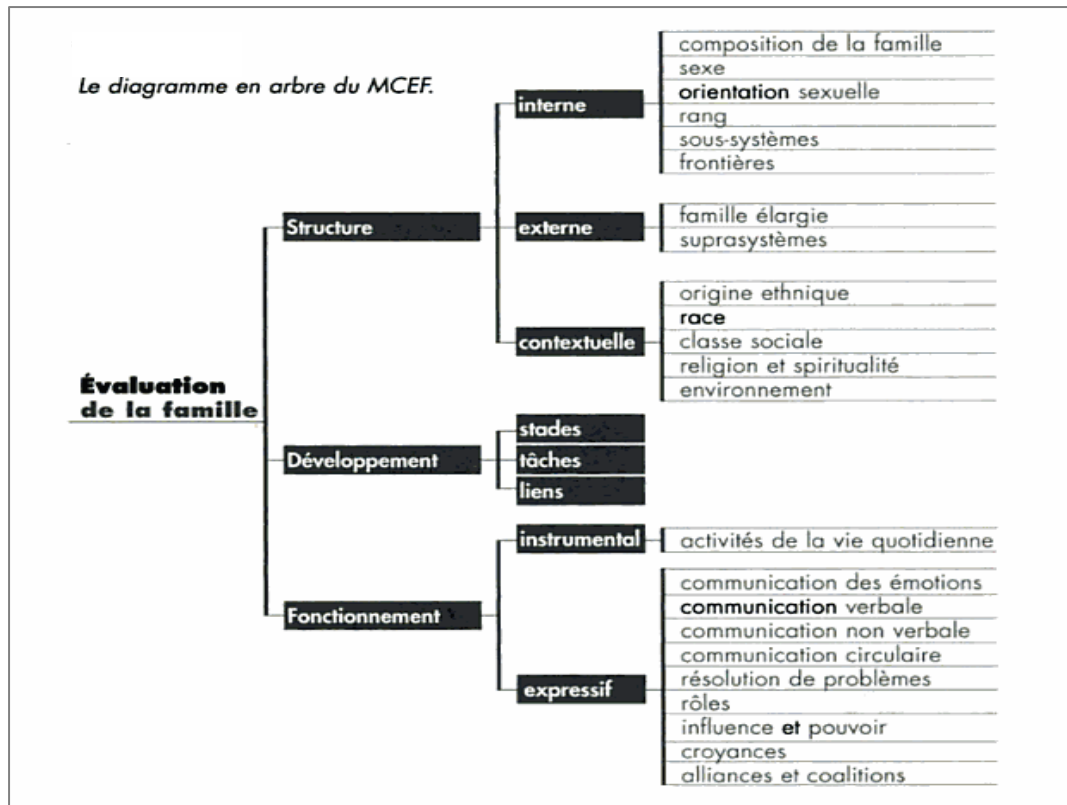 Le diagramme en arbre du MCEF.
Évaluation
de la famille
Structure
interne
composition de la famille
sexe
orientation sexuelle
rang
sous-systèmes
frontières
externe
famille élargie
suprasystèmes
contextuelle
origine ethnique
race
classe sociale
religion et spiritualité
environnement
Développement
stades
tâches
liens
Fonctionnement
instrumental
activités de la vie quotidienne
expressif
communication des émotions
communication verbale
communication non verbale
communication circulaire
résolution de problèmes
rôles
influence et pouvoir
croyances
alliances et coalitions